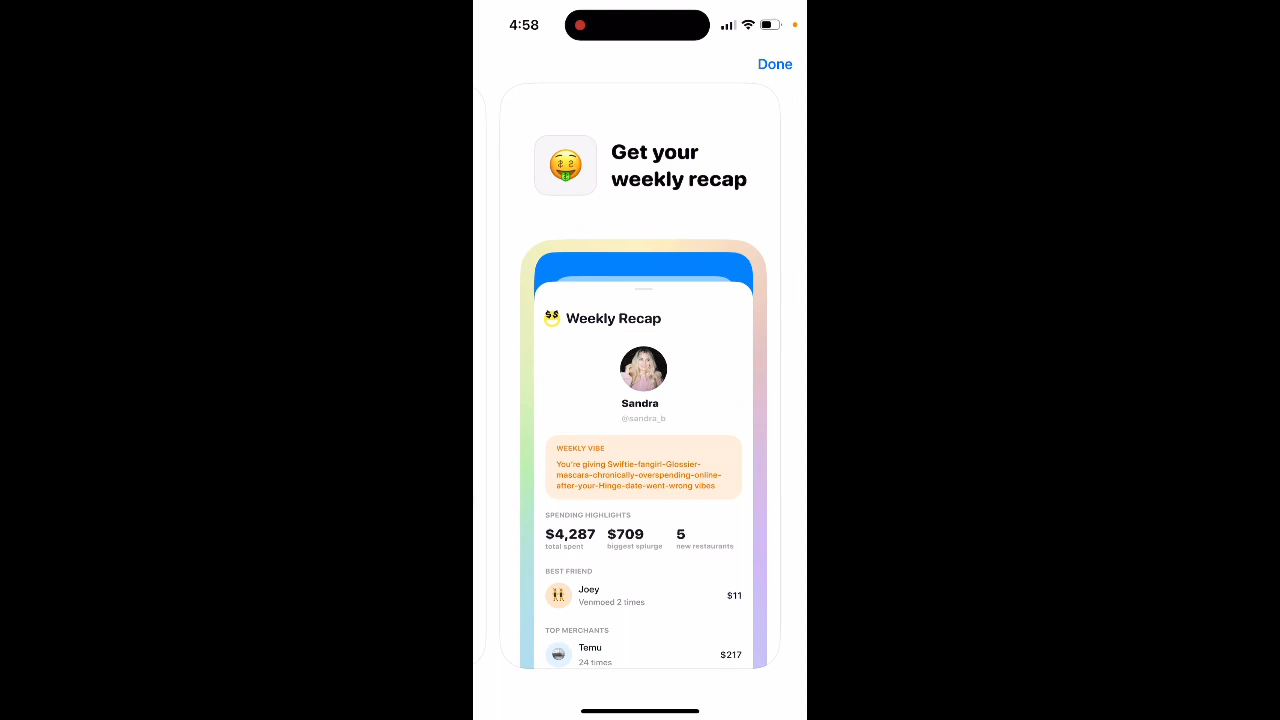 4:58
Done
Get your
weekly recap
Weekly Recap
Sandra
@sandra_b
WEEKLY VIBE
You're giving Swiftie-fangirl-Glossier-
mascara-chronically-overspending-online-
after-your-Hinge-date-went-wrong vibes
SPENDING HIGHLIGHTS
$4,287 $709 5
total spent biggest splurge new restaurants
BEST FRIEND
Joey
Venmoed 2 times $11
TOP MERCHANTS
Temu
24 times $217